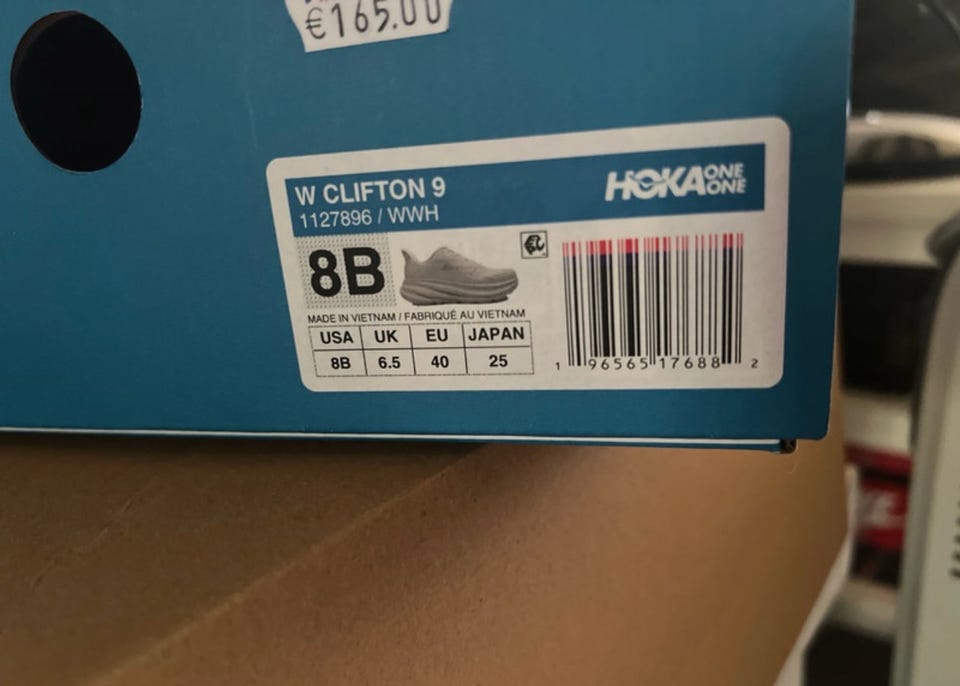 €165.00
W CLIFTON 9
HOKA ONE ONE
1127896 / WWH
8B
MADE IN VIETNAM / FABRIQUÉ AU VIETNAM
USA UK EU JAPAN
8B 6.5 40 25
1 96565 17688 2